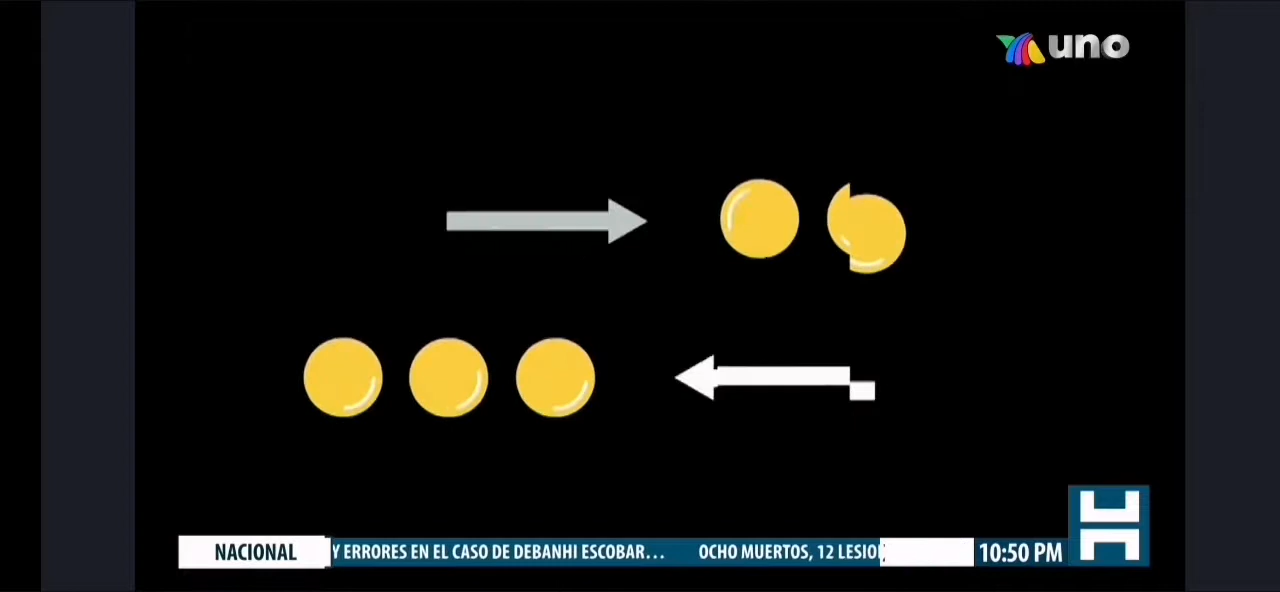 uno
NACIONAL
Y ERRORES EN EL CASO DE DEBANHI ESCOBAR... OCHO MUERTOS, 12
10:50 PM
H